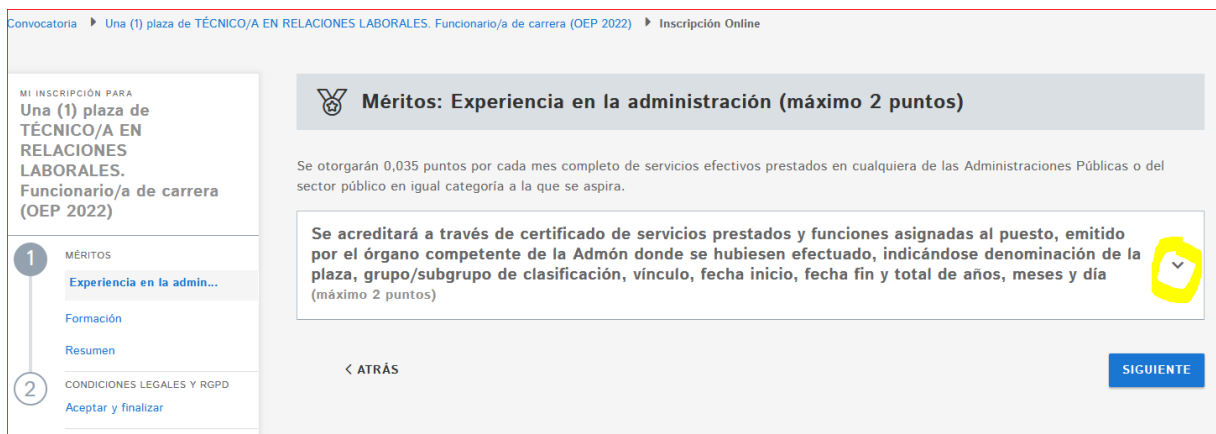 Convocatoria Una (1) plaza de TÉCNICO/A EN RELACIONES LABORALES. Funcionario/a de carrera (OEP 2022) Inscripción Online
MI INSCRIPCIÓN PARA
Una (1) plaza de
TÉCNICO/A EN
RELACIONES
LABORALES.
Funcionario/a de carrera
(OEP 2022)
1
MÉRITOS
Experiencia en la admin...
Formación
Resumen
2
CONDICIONES LEGALES Y RGPD
Aceptar y finalizar
Méritos: Experiencia en la administración (máximo 2 puntos)
Se otorgarán 0,035 puntos por cada mes completo de servicios efectivos prestados en cualquiera de las Administraciones Públicas o del
sector público en igual categoría a la que se aspira.
Se acreditará a través de certificado de servicios prestados y funciones asignadas al puesto, emitido
por el órgano competente de la Admón donde se hubiesen efectuado, indicándose denominación de la
plaza, grupo/subgrupo de clasificación, vínculo, fecha inicio, fecha fin y total de años, meses y día
(máximo 2 puntos)
< ATRÁS
SIGUIENTE